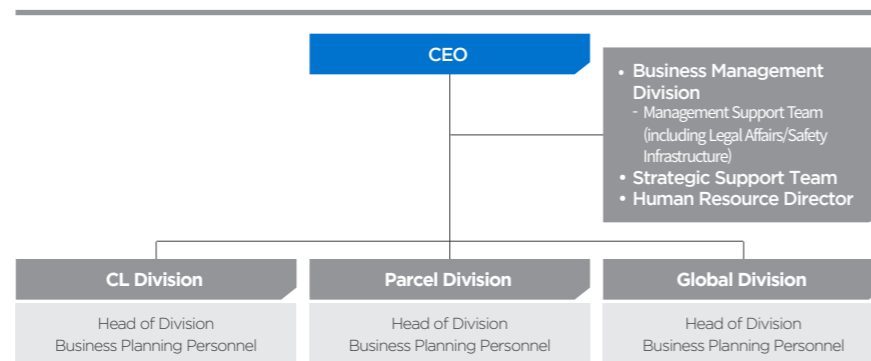 CEO
• Business Management
Division
- Management Support Team
(including Legal Affairs/Safety
Infrastructure)
• Strategic Support Team
• Human Resource Director
CL Division
Parcel Division
Global Division
Head of Division
Business Planning Personnel
Head of Division
Business Planning Personnel
Head of Division
Business Planning Personnel